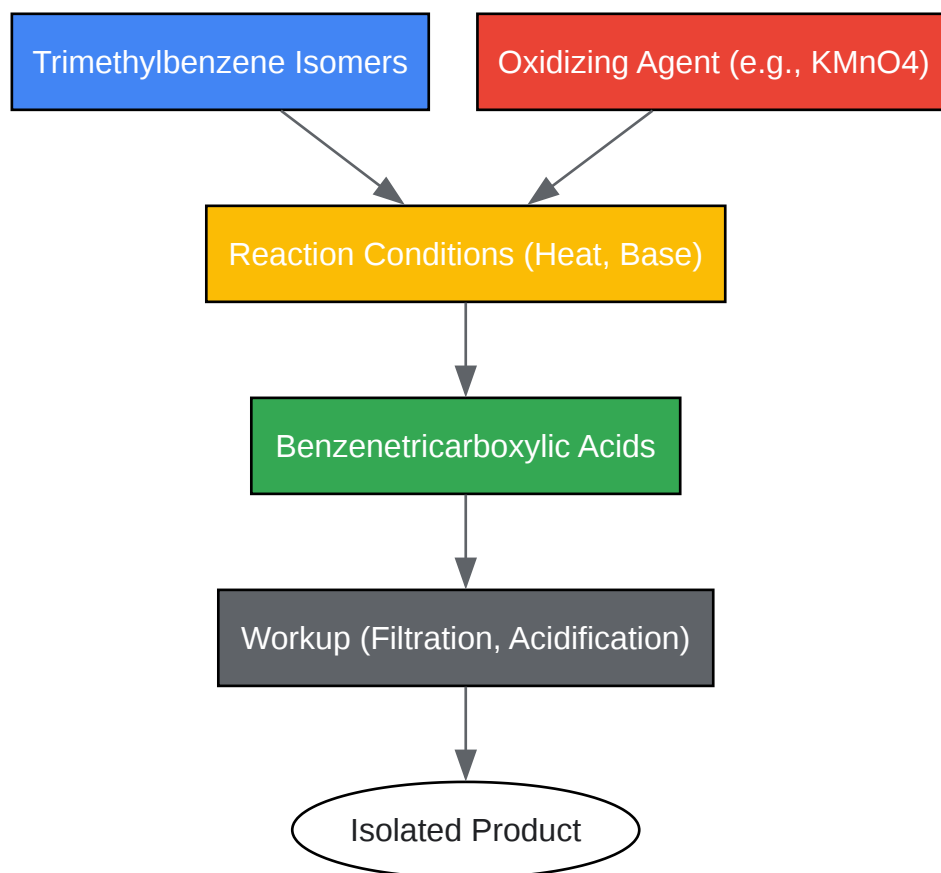 Trimethylbenzene Isomers
Oxidizing Agent (e.g., KMnO4)
Reaction Conditions (Heat, Base)
Benzenetricarboxylic Acids
Workup (Filtration, Acidification)
Isolated Product